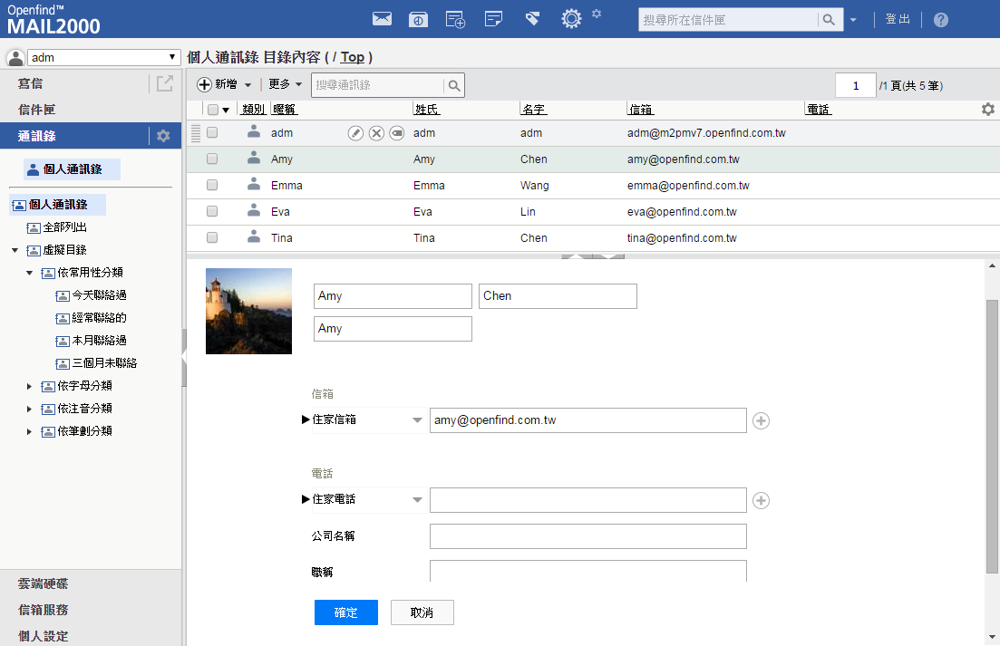 Openfind™
MAIL2000
搜尋所在信件匣
登出
?
adm
寫信
信件匣
通訊錄
個人通訊錄
個人通訊錄
全部列出
虛擬目錄
依常用性分類
今天聯絡過
經常聯絡的
本月聯絡過
三個月未聯絡
依字母分類
依注音分類
依筆劃分類
雲端硬碟
信箱服務
個人設定
個人通訊錄 目錄內容 ( / Top )
新增 更多 搜尋通訊錄 1 /1 頁(共 5 筆)
類別 暱稱 姓氏 名字 信箱 電話
adm adm adm adm@m2pmv7.openfind.com.tw
Amy Amy Chen amy@openfind.com.tw
Emma Emma Wang emma@openfind.com.tw
Eva Eva Lin eva@openfind.com.tw
Tina Tina Chen tina@openfind.com.tw
Amy Chen
Amy
信箱
住家信箱 amy@openfind.com.tw
電話
住家電話
公司名稱
職稱
確定 取消